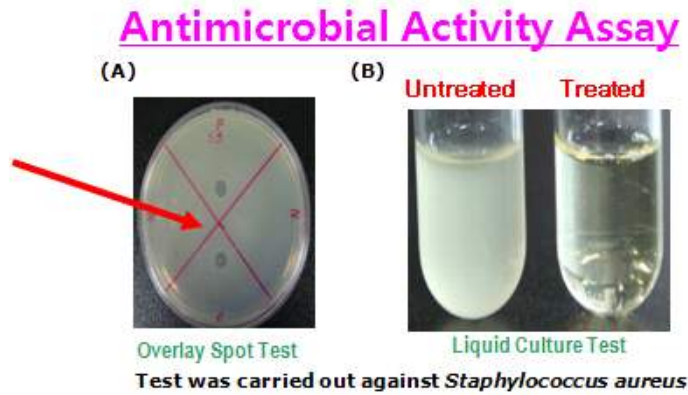 Antimicrobial Activity Assay
(A)
(B)
Untreated
Treated
Overlay Spot Test
Liquid Culture Test
Test was carried out against Staphylococcus aureus